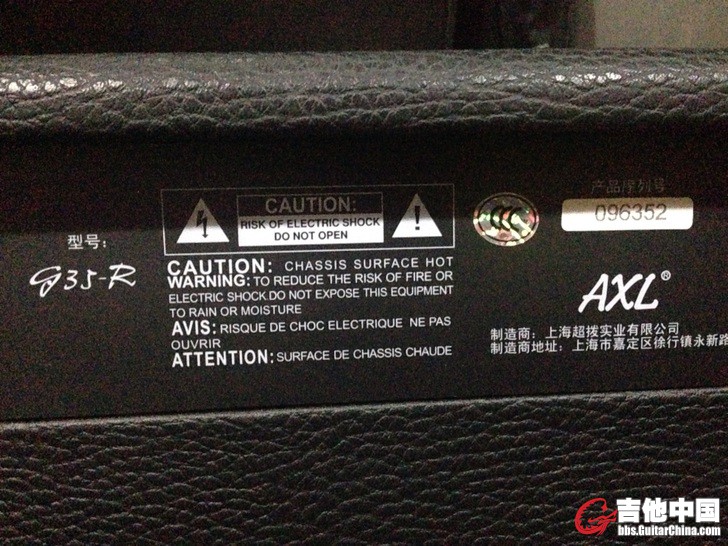 型号：
G35-R
CAUTION:
RISK OF ELECTRIC SHOCK
DO NOT OPEN
CAUTION: CHASSIS SURFACE HOT
WARNING: TO REDUCE THE RISK OF FIRE OR
ELECTRIC SHOCK.DO NOT EXPOSE THIS EQUIPMENT
TO RAIN OR MOISTURE
AVIS: RISQUE DE CHOC ELECTRIQUE NE PAS
OUVRIR
ATTENTION: SURFACE DE CHASSIS CHAUDE
CCC
产品序列号
096352
AXL®
制造商：上海超拨实业有限公司
制造商地址：上海市嘉定区徐行镇永新路
吉他中国
bbs.GuitarChina.com